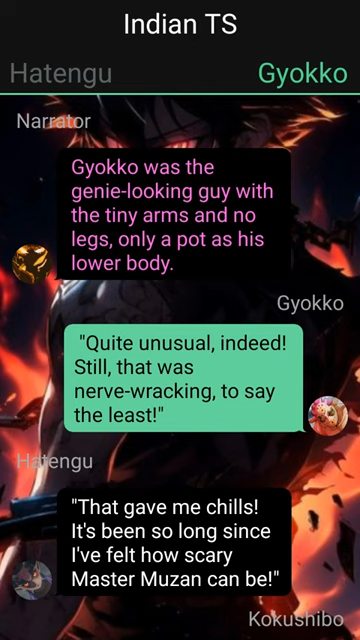 Indian TS
Hatengu
Gyokko
Narrator
Gyokko was the
genie-looking guy with
the tiny arms and no
legs, only a pot as his
lower body.
Gyokko
"Quite unusual, indeed!
Still, that was
nerve-wracking, to say
the least!"
Hatengu
"That gave me chills!
It's been so long since
I've felt how scary
Master Muzan can be!"
Kokushibo